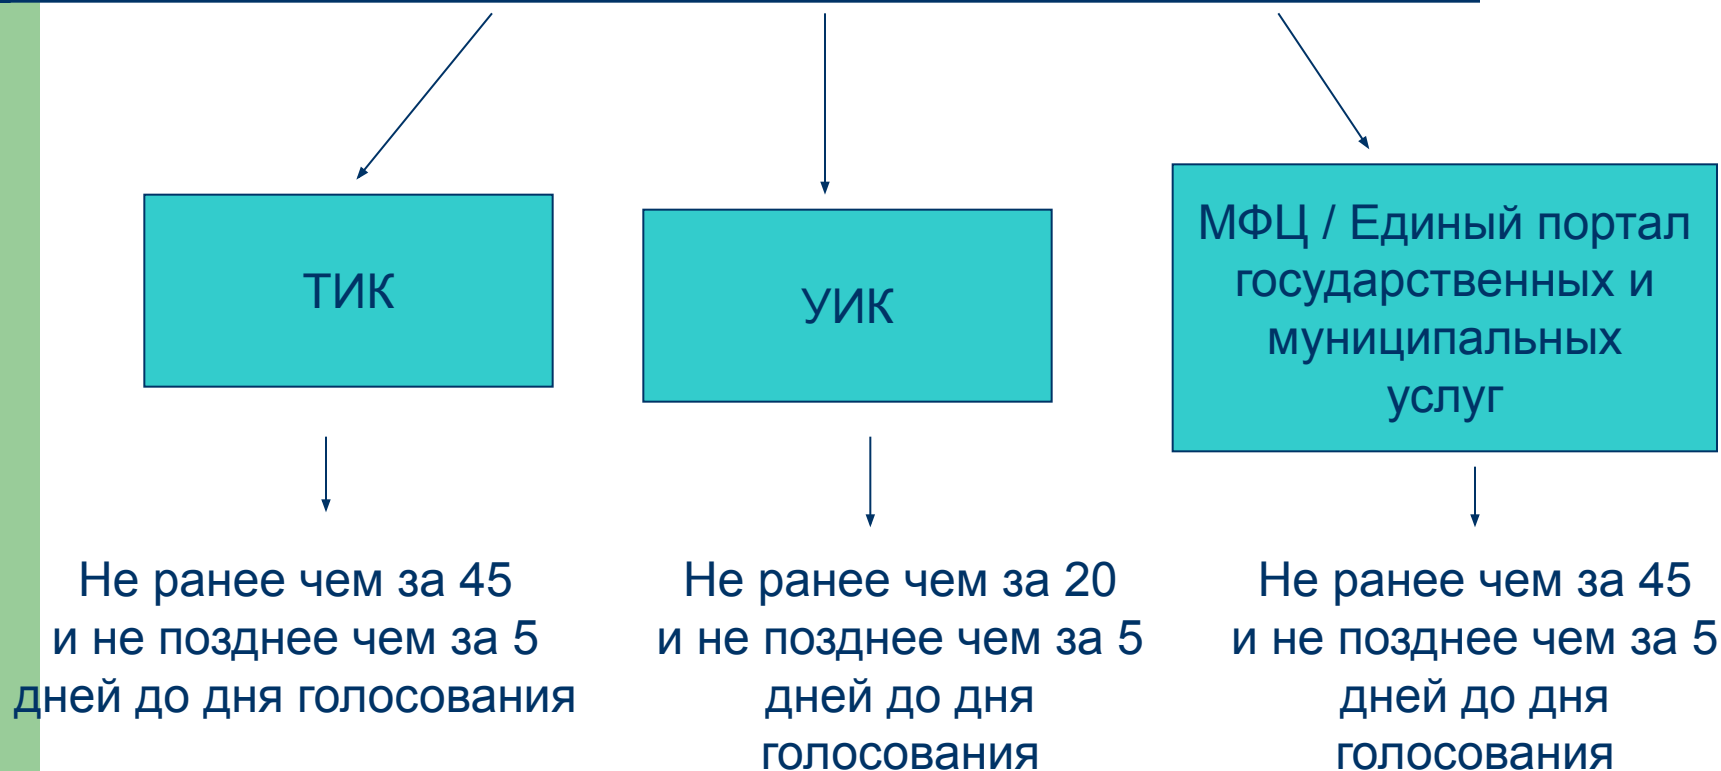 ТИК
УИК
МФЦ / Единый портал
государственных и
муниципальных
услуг
Не ранее чем за 45
и не позднее чем за 5
дней до дня голосования
Не ранее чем за 20
и не позднее чем за 5
дней до дня
голосования
Не ранее чем за 45
и не позднее чем за 5
дней до дня
голосования